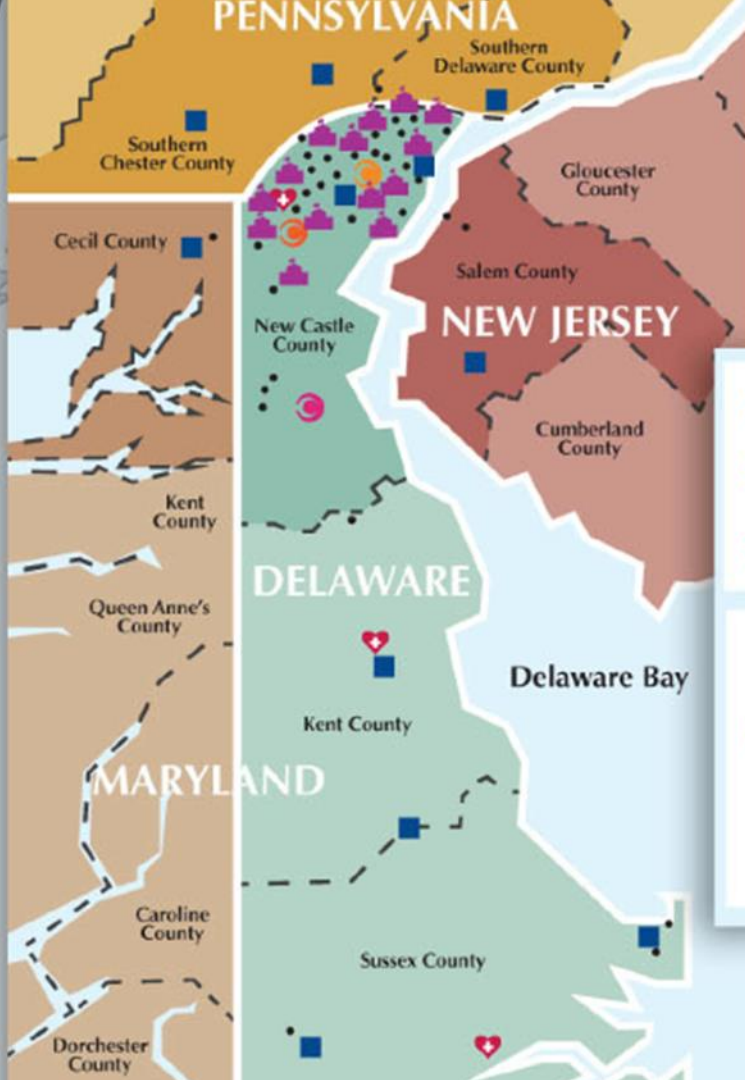 PENNSYLVANIA
Southern
Delaware County
Southern
Chester County
Gloucester
County
Cecil County
Salem County
NEW JERSEY
New Castle
County
Cumberland
County
Kent
County
DELAWARE
Queen Anne's
County
Delaware Bay
Kent County
MARYLAND
Caroline
County
Sussex County
Dorchester
County